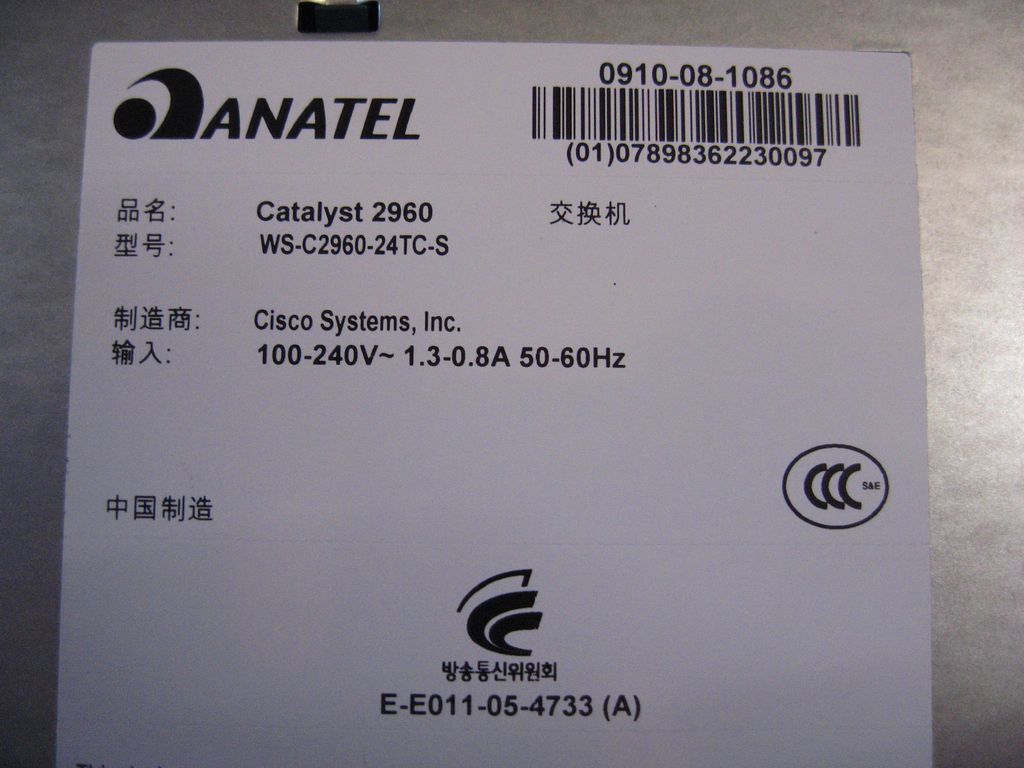 ANATEL
0910-08-1086
(01)07898362230097
品名: Catalyst 2960 交换机
型号: WS-C2960-24TC-S
制造商: Cisco Systems, Inc.
输入: 100-240V~ 1.3-0.8A 50-60Hz
中国制造
CCC S&E
방송통신위원회
E-E011-05-4733 (A)